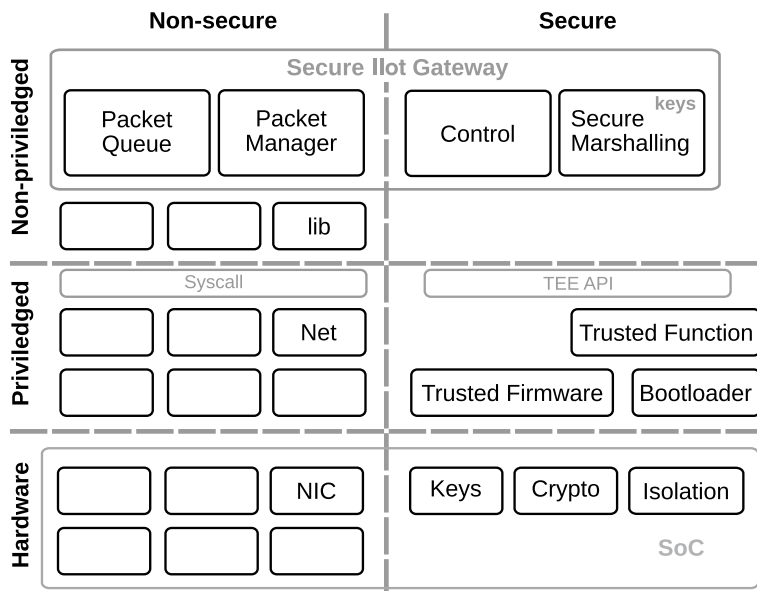 Non-secure
Secure
Non-priviledged
Secure IIot Gateway
Packet
Queue
Packet
Manager
Control
keys
Secure
Marshalling
lib
Priviledged
Syscall
TEE API
Net
Trusted Function
Trusted Firmware
Bootloader
Hardware
NIC
Keys
Crypto
Isolation
SoC